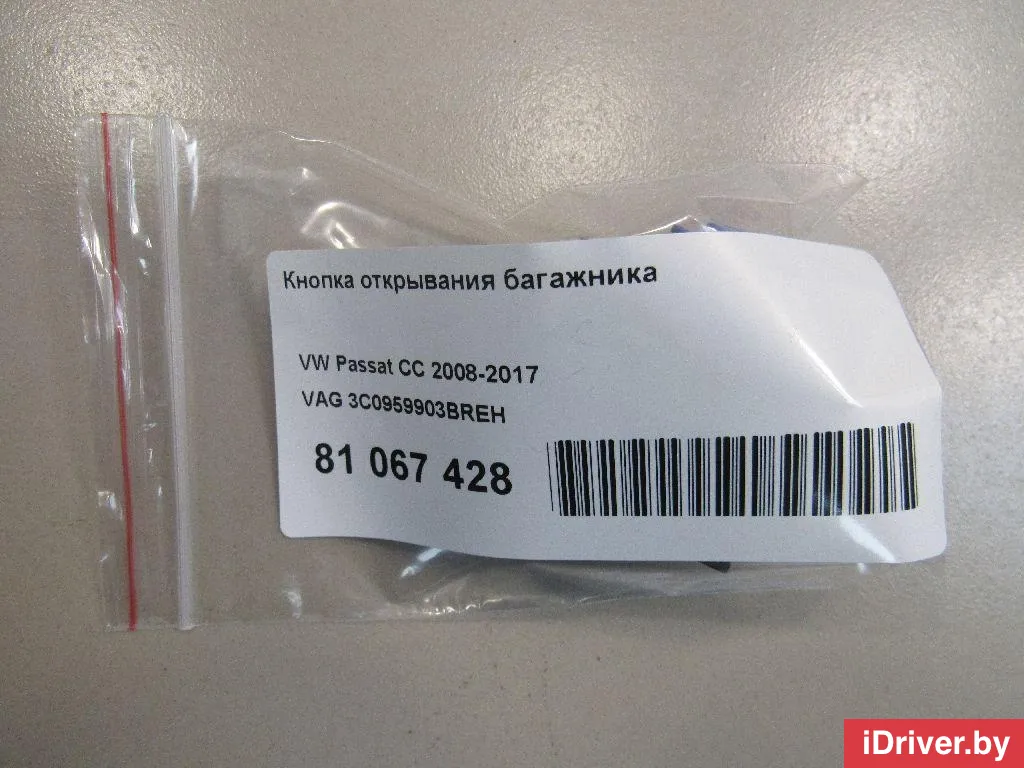 Кнопка открывания багажника
VW Passat CC 2008-2017
VAG 3C0959903BREH
81 067 428
iDriver.by